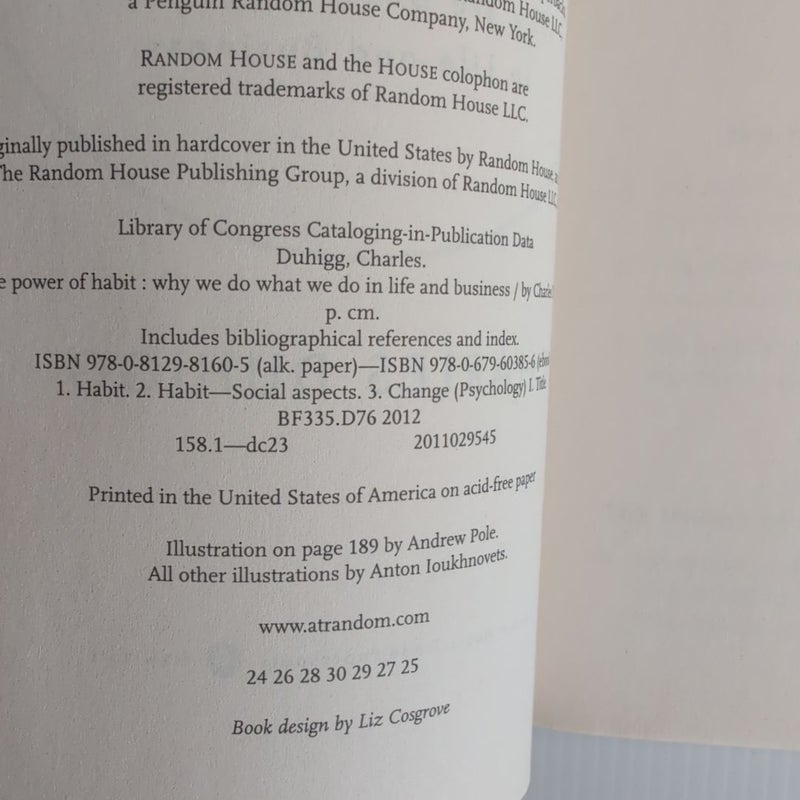 a Penguin Random House Company, New York.
RANDOM HOUSE and the HOUSE colophon are
registered trademarks of Random House LLC.
ginally published in hardcover in the United States by Random House
The Random House Publishing Group, a division of Random House LLC
Library of Congress Cataloging-in-Publication Data
Duhigg, Charles.
e power of habit : why we do what we do in life and business / by Charles
p. cm.
Includes bibliographical references and index.
ISBN 978-0-8129-8160-5 (alk. paper)—ISBN 978-0-679-60385-6
1. Habit. 2. Habit—Social aspects. 3. Change (Psychology) I. Title
BF335.D76 2012
158.1—dc23 2011029545
Printed in the United States of America on acid-free paper
Illustration on page 189 by Andrew Pole.
All other illustrations by Anton Ioukhnovets.
www.atrandom.com
24 26 28 30 29 27 25
Book design by Liz Cosgrove